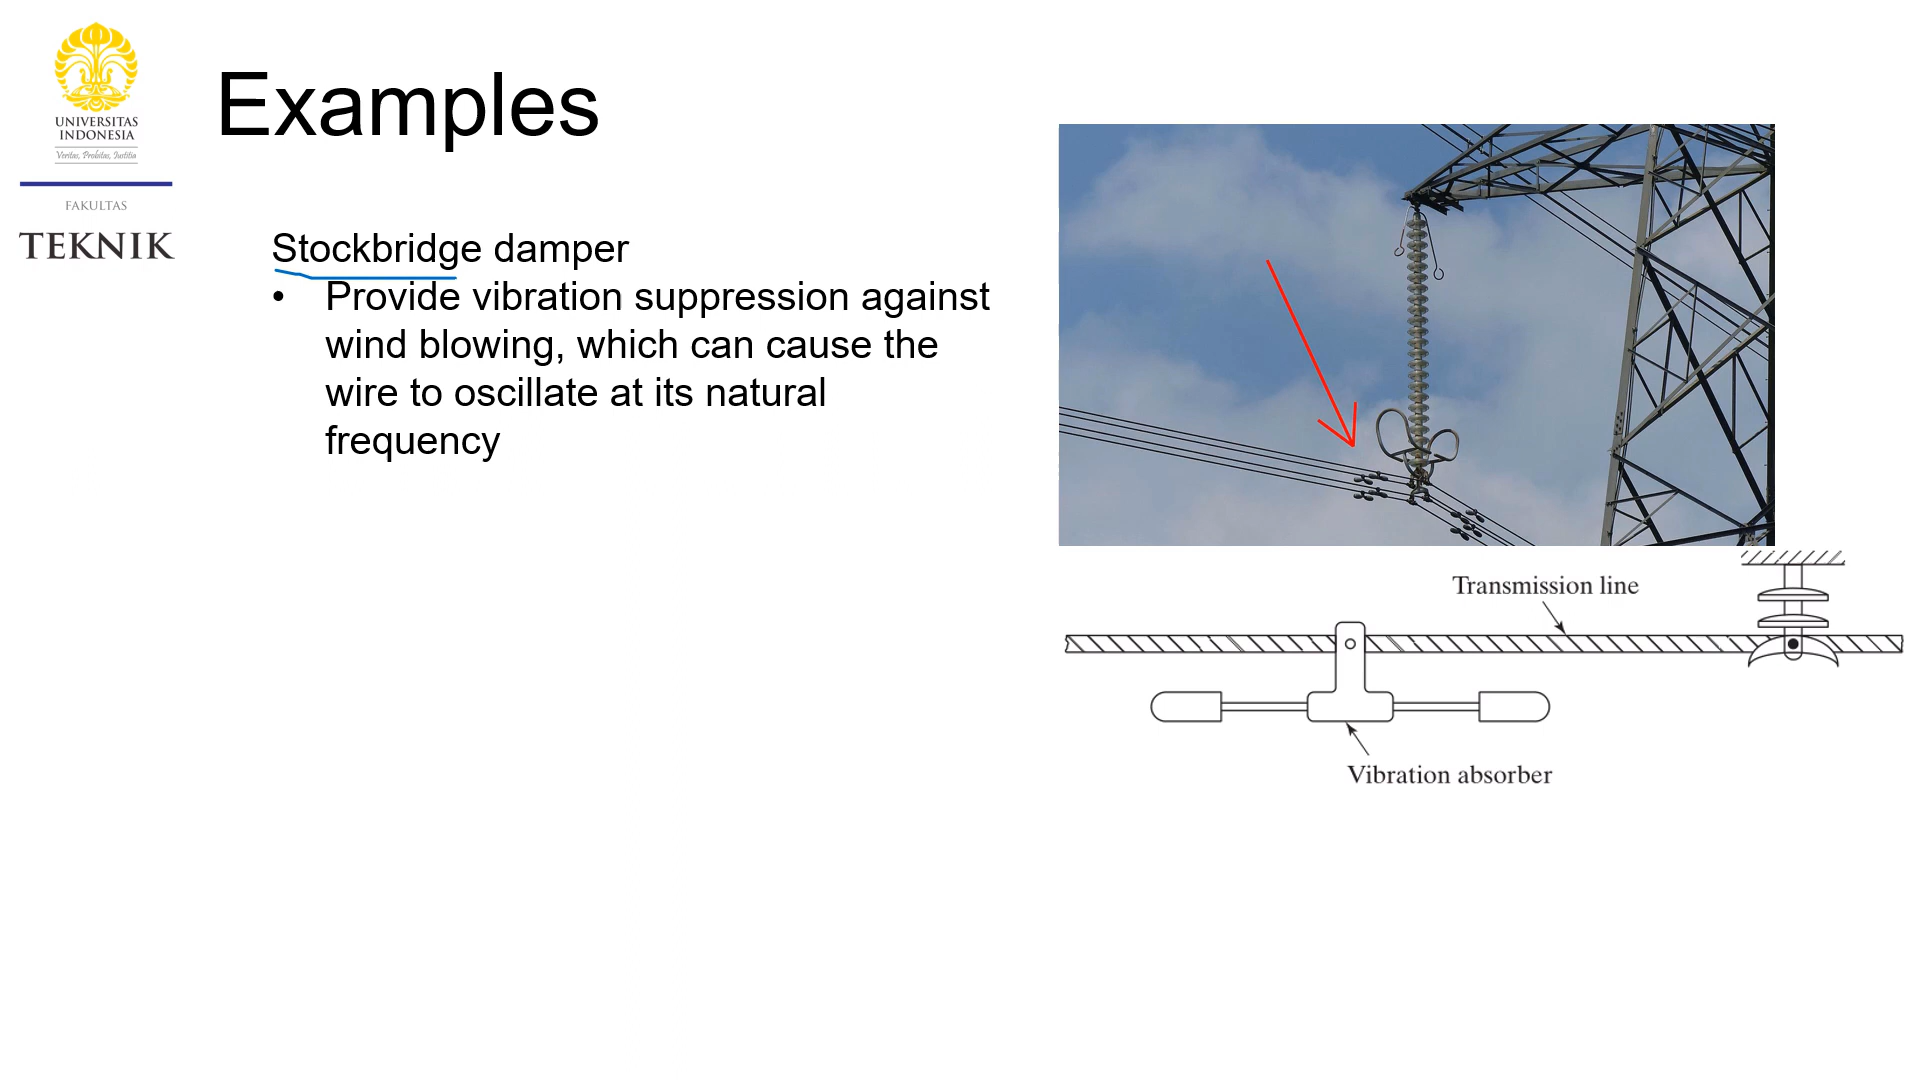 UNIVERSITAS
INDONESIA
Veritas, Probitas, Justitia
FAKULTAS
TEKNIK
Examples
Stockbridge damper
• Provide vibration suppression against
wind blowing, which can cause the
wire to oscillate at its natural
frequency
Transmission line
Vibration absorber